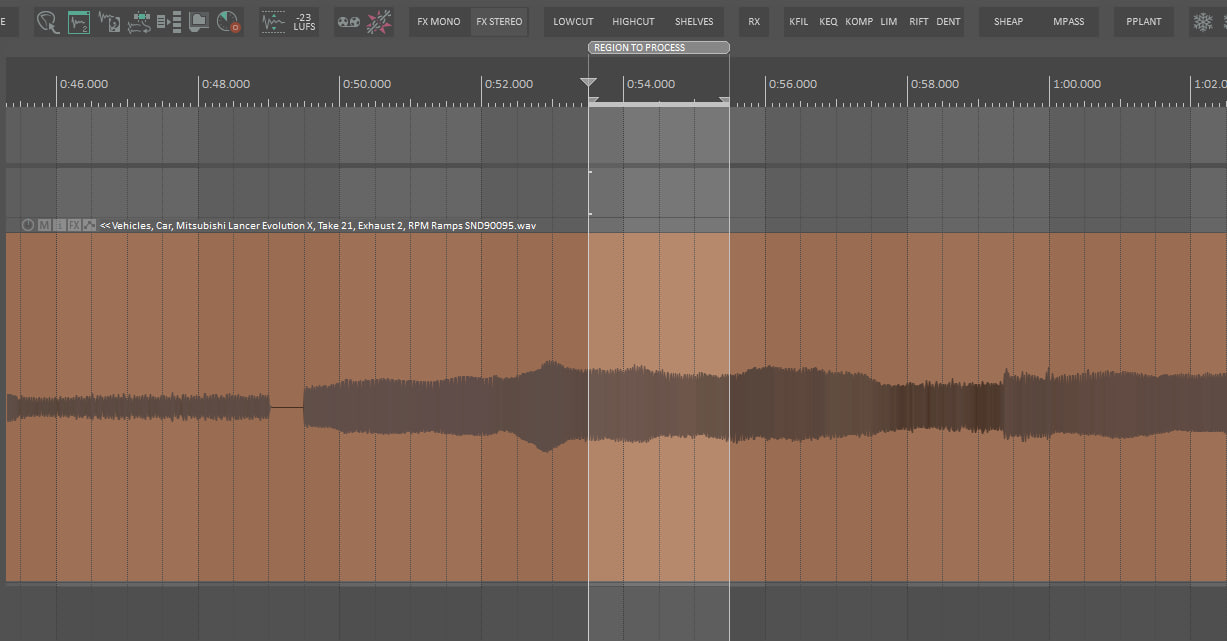 E
2
-23
LUFS
FX MONO FX STEREO LOWCUT HIGHCUT SHELVES RX KFIL KEQ KOMP LIM RIFT DENT SHEAP MPASS PPLANT
REGION TO PROCESS
0:46.000 0:48.000 0:50.000 0:52.000 0:54.000 0:56.000 0:58.000 1:00.000 1:02.0
M i FX <<Vehicles, Car, Mitsubishi Lancer Evolution X, Take 21, Exhaust 2, RPM Ramps SND90095.wav